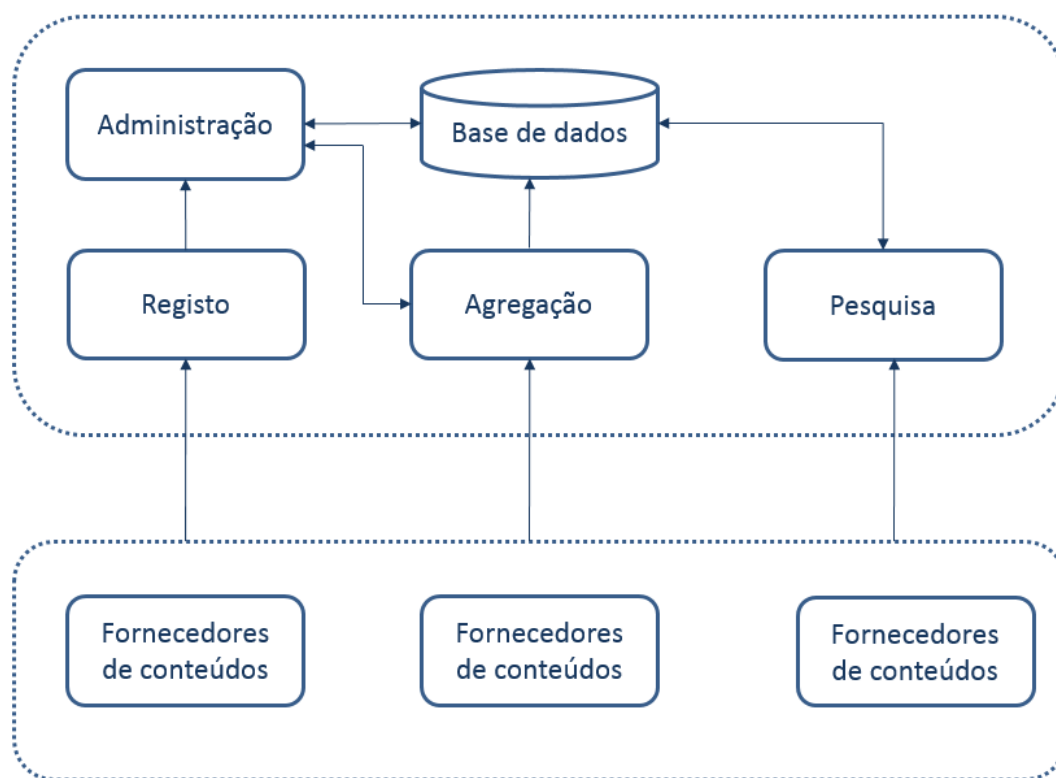 Administração
Base de dados
Registo
Agregação
Pesquisa
Fornecedores
de conteúdos
Fornecedores
de conteúdos
Fornecedores
de conteúdos